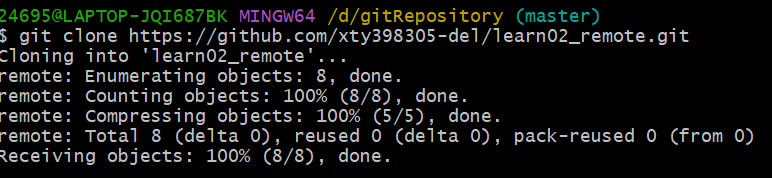 24695@LAPTOP-JQI687BK MINGW64 /d/gitRepository (master)
$ git clone https://github.com/xty398305-del/learn02_remote.git
Cloning into 'learn02_remote'...
remote: Enumerating objects: 8, done.
remote: Counting objects: 100% (8/8), done.
remote: Compressing objects: 100% (5/5), done.
remote: Total 8 (delta 0), reused 0 (delta 0), pack-reused 0 (from 0)
Receiving objects: 100% (8/8), done.